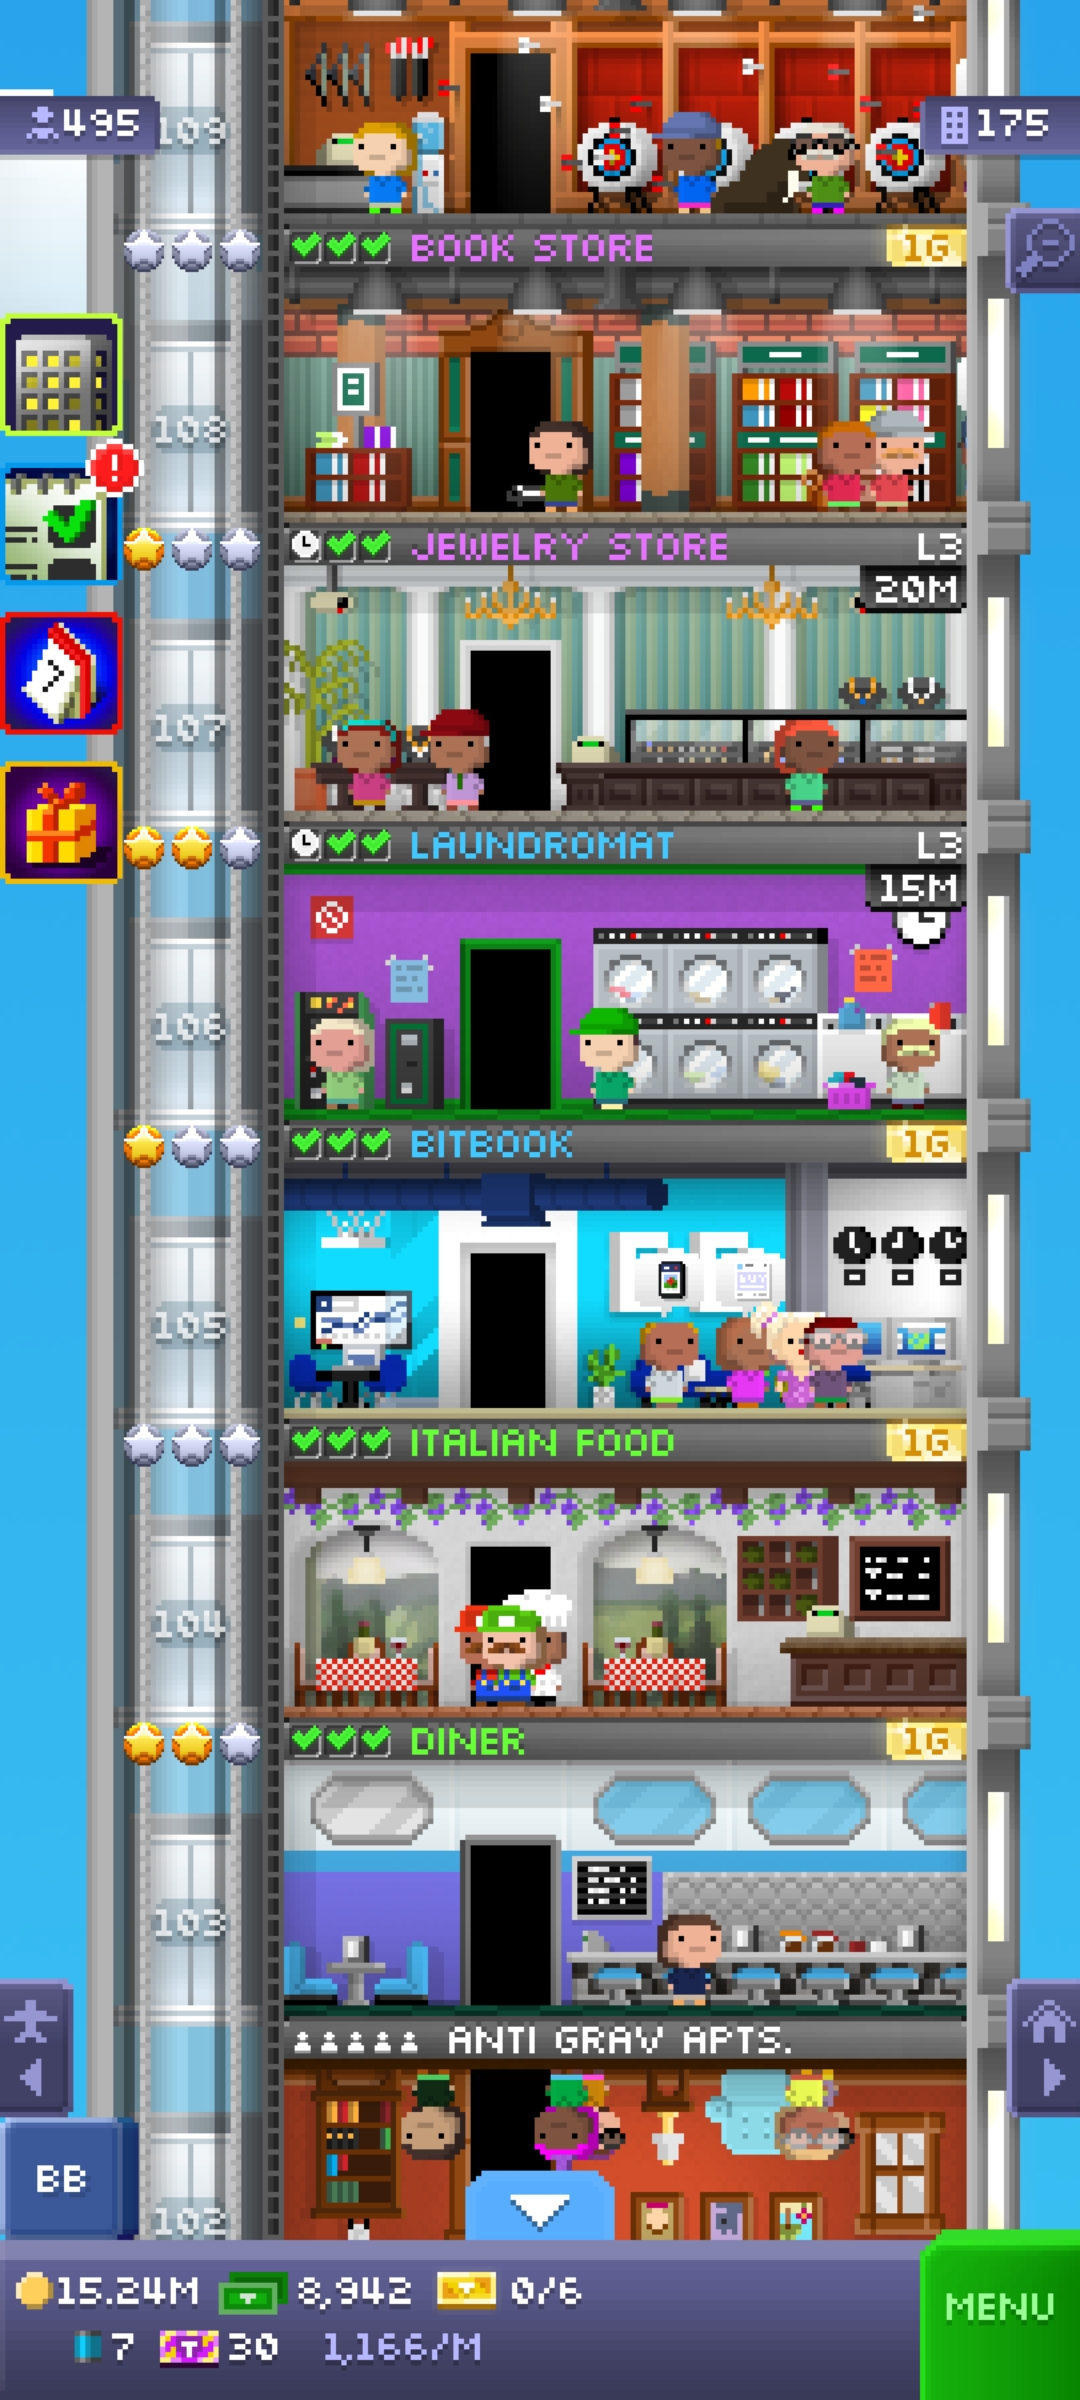 495
109
175
BOOK STORE
1G
108
JEWELRY STORE
L3
20M
107
LAUNDROMAT
L3
15M
106
BITBOOK
1G
105
ITALIAN FOOD
1G
104
DINER
1G
103
ANTI GRAV APTS.
BB
102
15.24M 8,942 0/6
7 30 1,166/M
MENU